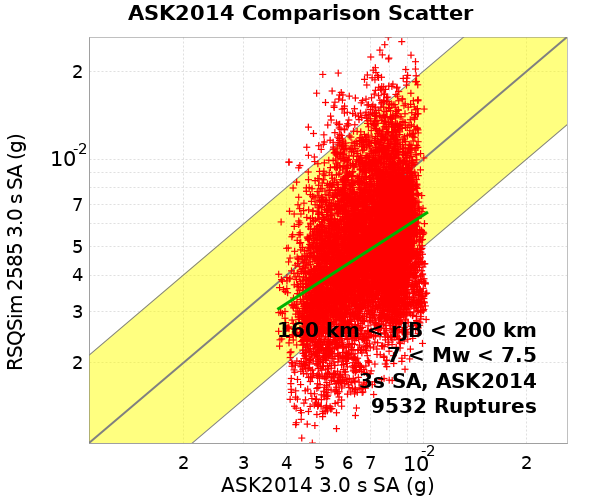 ASK2014 Comparison Scatter
RSQSim 2585 3.0 s SA (g)
2
10-2
7
5
4
3
2
160 km < rJB < 200 km
7 < Mw < 7.5
3s SA, ASK2014
9532 Ruptures
2 3 4 5 6 7 10-2 2
ASK2014 3.0 s SA (g)